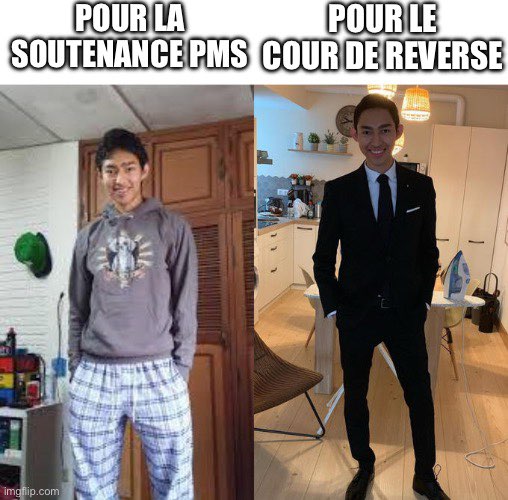 POUR LA
SOUTENANCE PMS
POUR LE
COUR DE REVERSE
imgflip.com